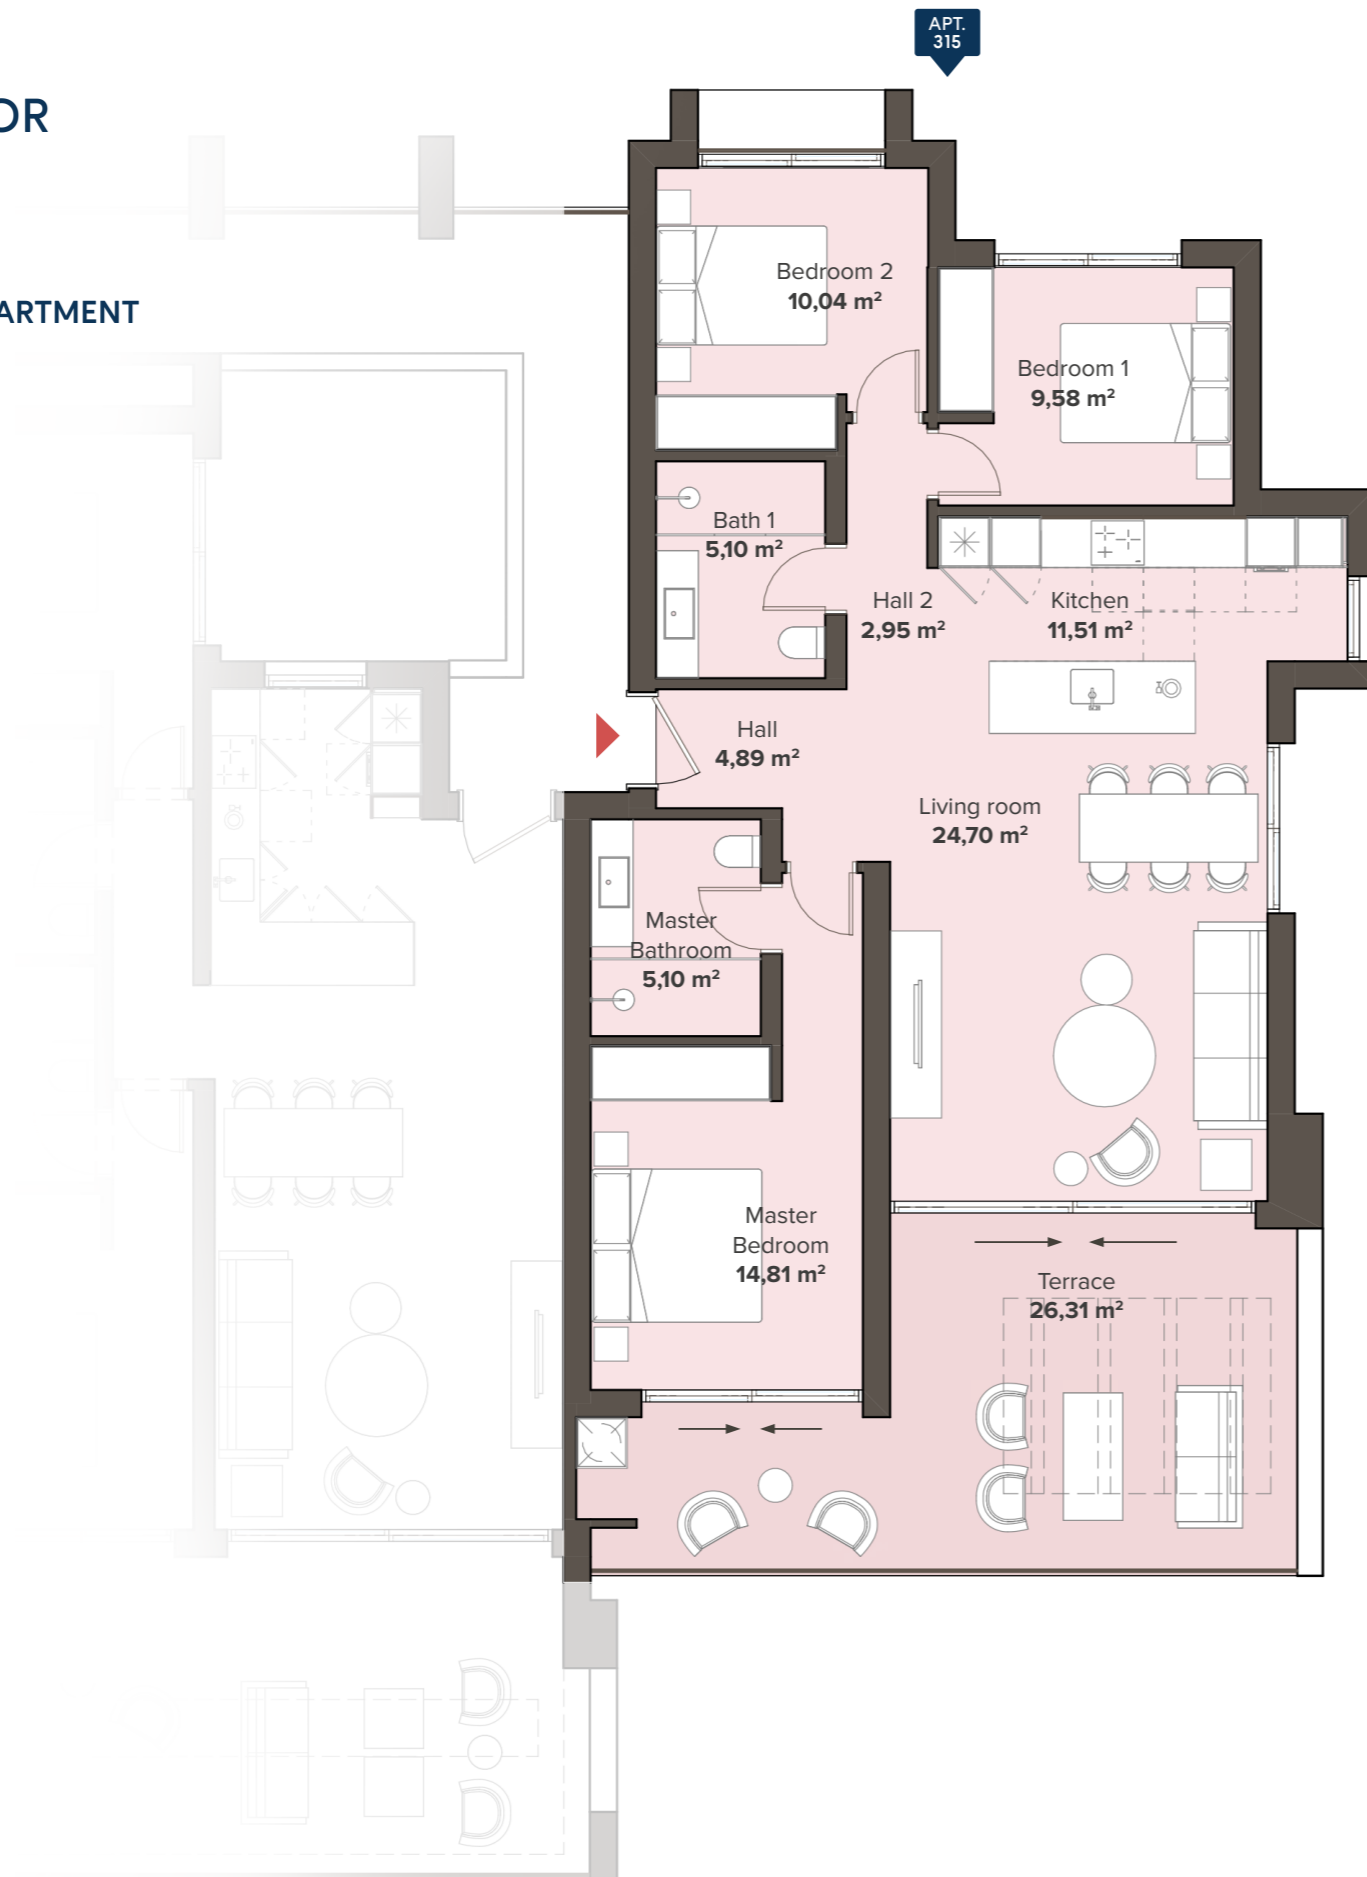 APT.
315
OR
ARTMENT
Bedroom 2
10,04 m²
Bedroom 1
9,58 m²
Bath 1
5,10 m²
Hall 2
2,95 m²
Kitchen
11,51 m²
Hall
4,89 m²
Living room
24,70 m²
Master
Bathroom
5,10 m²
Master
Bedroom
14,81 m²
Terrace
26,31 m²